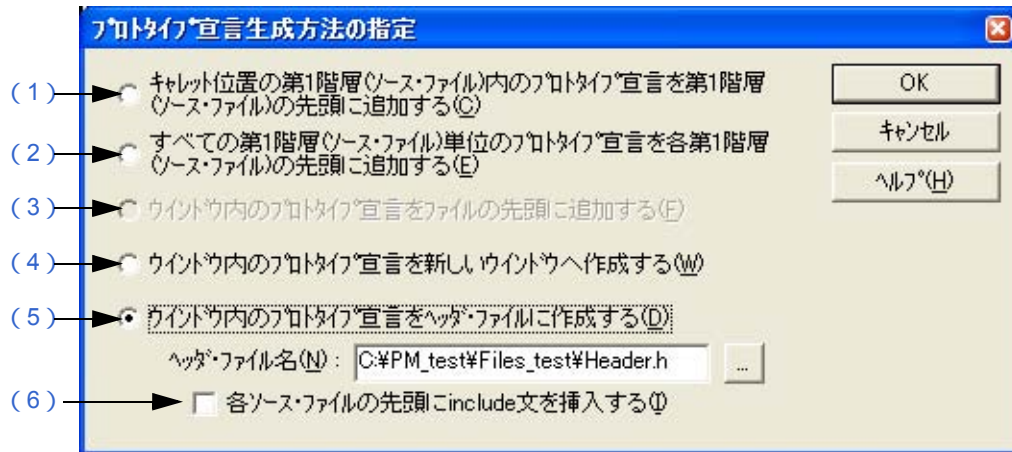 プロトタイプ宣言生成方法の指定
(1) キャレット位置の第1階層(ソース・ファイル)内のプロトタイプ宣言を第1階層
(ソース・ファイル)の先頭に追加する(C)
OK
(2) すべての第1階層(ソース・ファイル)単位のプロトタイプ宣言を各第1階層
(ソース・ファイル)の先頭に追加する(E)
キャンセル
ヘルプ(H)
(3) ウインドウ内のプロトタイプ宣言をファイルの先頭に追加する(F)
(4) ウインドウ内のプロトタイプ宣言を新しいウインドウへ作成する(W)
(5) ウインドウ内のプロトタイプ宣言をヘッダ・ファイルに作成する(D)
ヘッダ・ファイル名(N): C:¥PM_test¥Files_test¥Header.h ...
(6) 各ソース・ファイルの先頭にinclude文を挿入する(I)